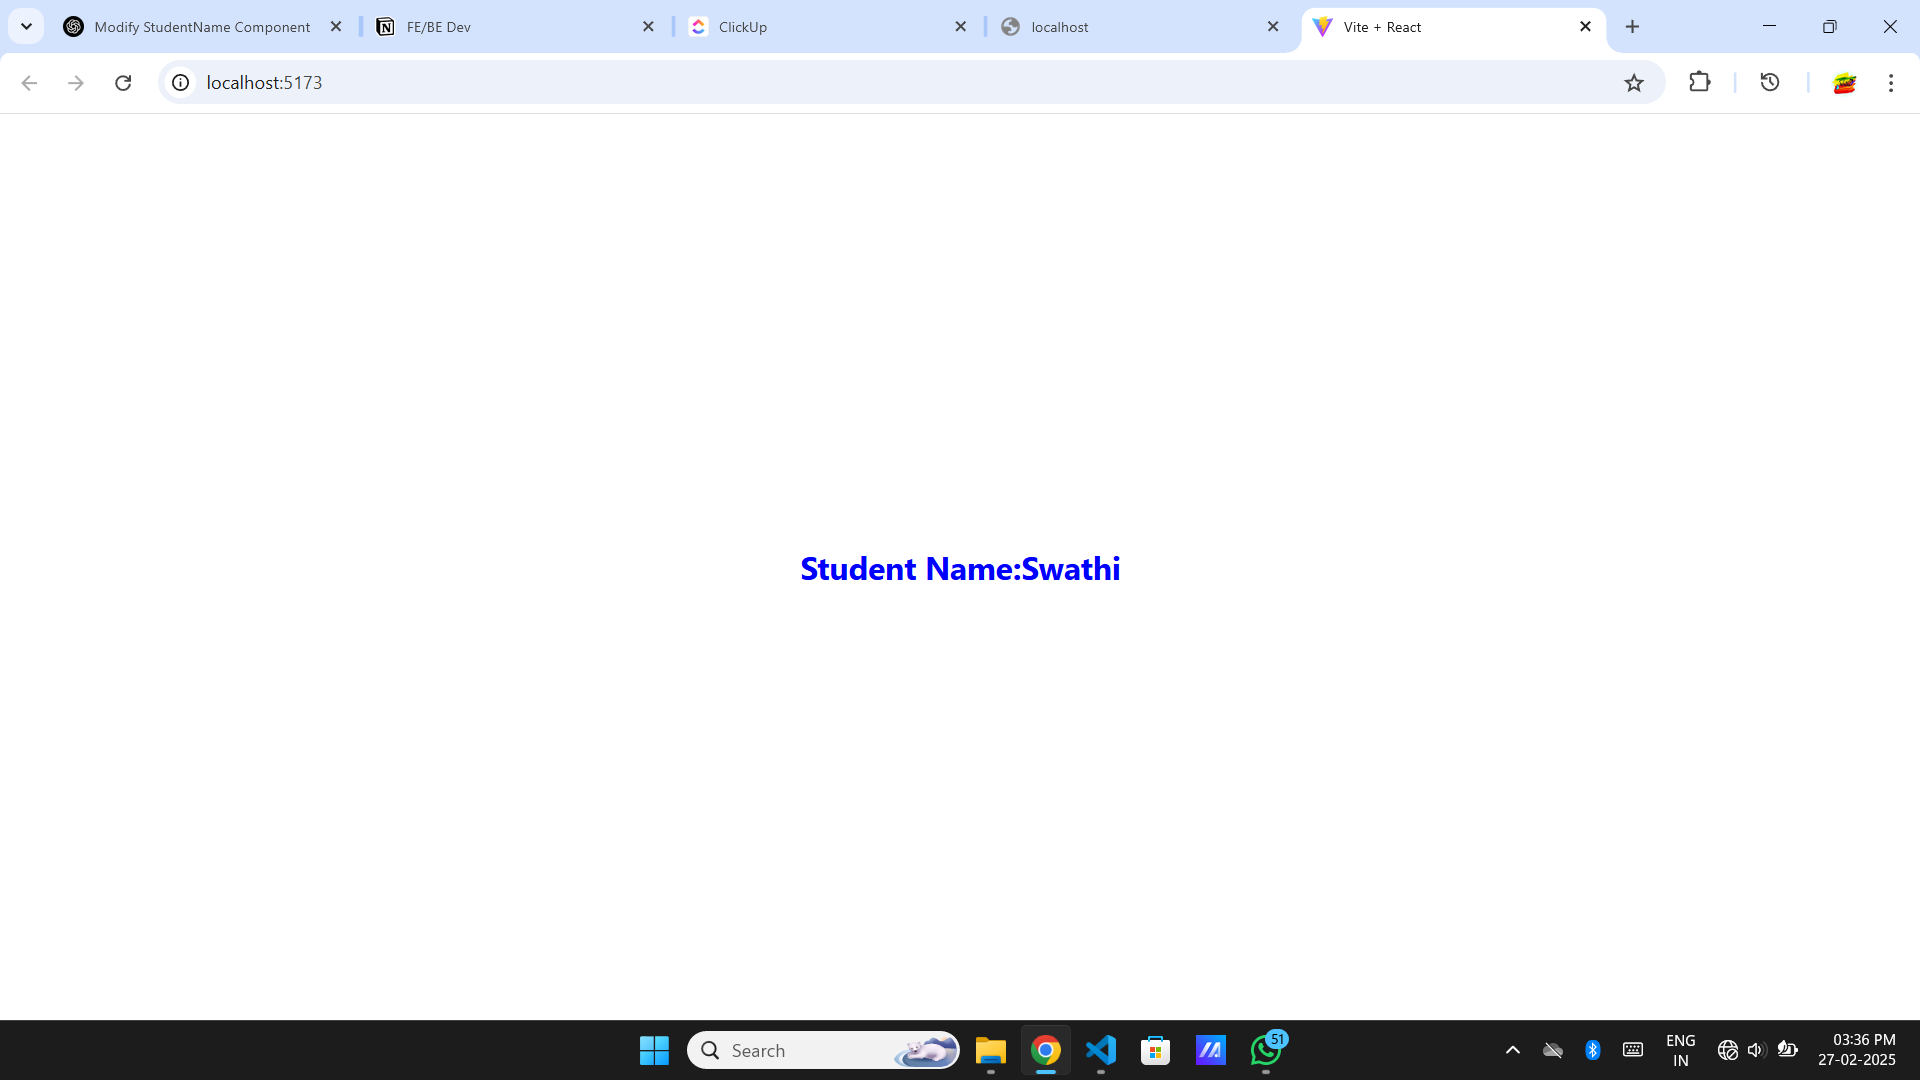 Modify StudentName Component
FE/BE Dev
ClickUp
localhost
Vite + React
localhost:5173
Student Name:Swathi
Search
51
ENG
IN
03:36 PM
27-02-2025